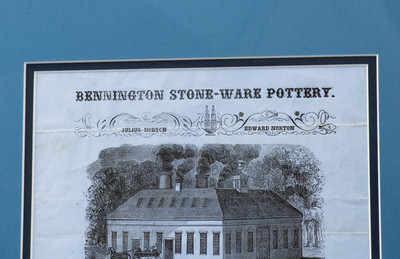 BENNINGTON STONE-WARE POTTERY.
JULIUS NORTON EDWARD NORTON